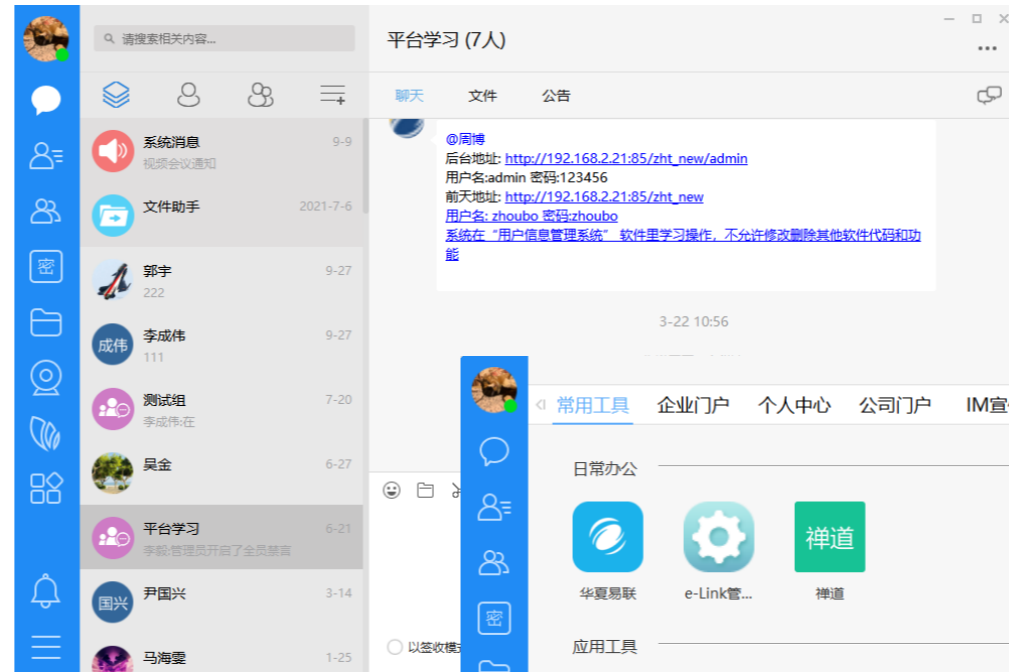 请搜索相关内容...
系统消息
9-9
视频会议通知
文件助手
2021-7-6
郭宇
9-27
222
成伟
李成伟
9-27
111
测试组
7-20
李成伟:在
吴金
6-27
平台学习
6-21
李毅:管理员开启了全员禁言
国兴
尹国兴
3-14
马海雯
1-25
密
平台学习 (7人)
聊天
文件
公告
@周博
后台地址: http://192.168.2.21:85/zht_new/admin
用户名:admin 密码:123456
前天地址: http://192.168.2.21:85/zht_new
用户名: zhoubo 密码:zhoubo
系统在“用户信息管理系统” 软件里学习操作，不允许修改删除其他软件代码和功
能
3-22 10:56
以签收模
密
常用工具
企业门户
个人中心
公司门户
IM宣
日常办公
禅道
华夏易联
e-Link管...
禅道
应用工具